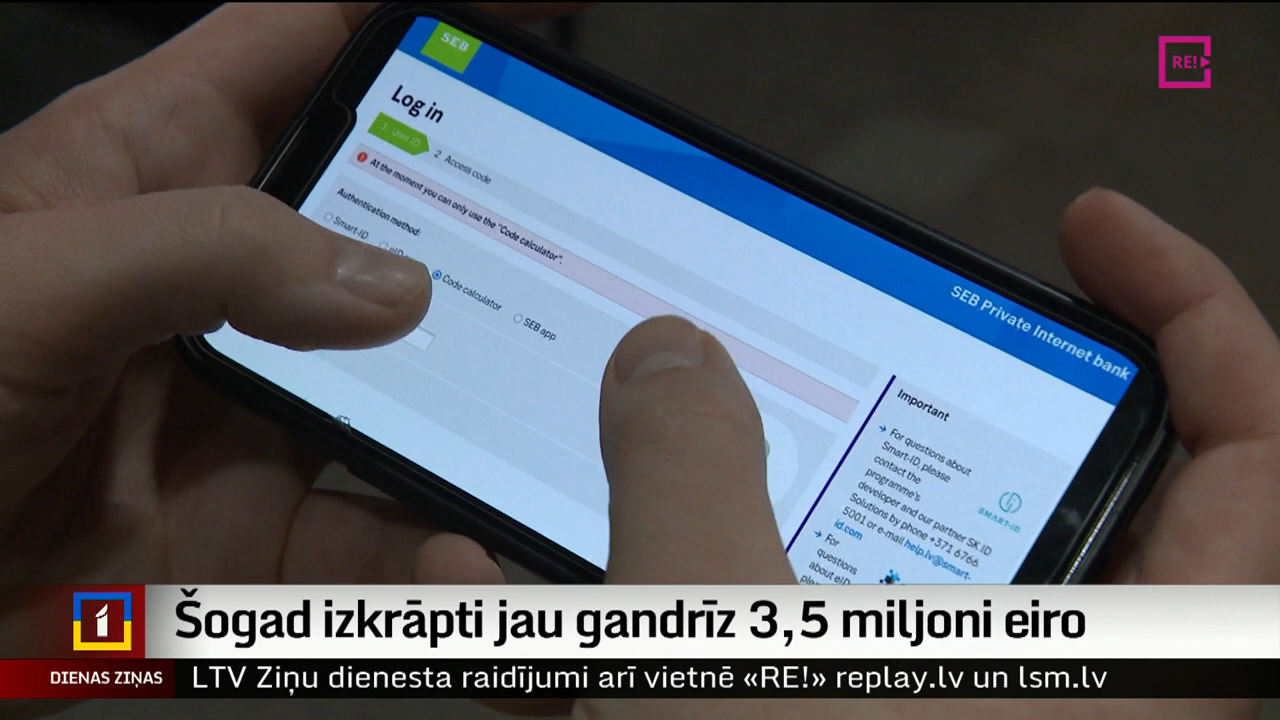 SEB
RE!
Log in
1 User ID
2 Access code
At the moment you can only use the "Code calculator".
Authentication method:
Smart-ID
Code calculator
SEB app
SEB Private Internet bank
Important
For questions about
Smart-ID, please
contact the
programme's
developer and our partner SK ID
Solutions by phone +371 6766
5001 or e-mail help.lv@smart-
id.com
SMART-ID
For
questions
about eID
1
Šogad izkrāpti jau gandrīz 3,5 miljoni eiro
DIENAS ZIŅAS
LTV Ziņu dienesta raidījumi arī vietnē «RE!» replay.lv un lsm.lv